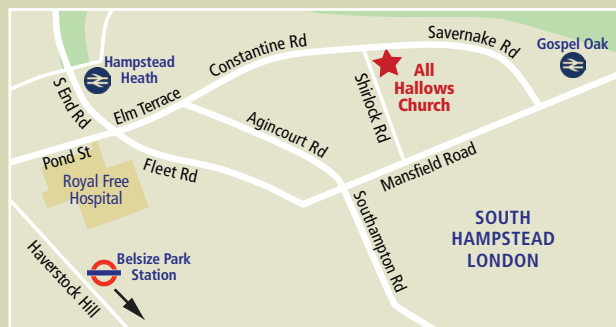 Savernake Rd
Gospel Oak
Constantine Rd
Hampstead
Heath
All
Hallows
Church
S End Rd
Elm Terrace
Shirlock Rd
Agincourt Rd
Mansfield Road
Pond St
Fleet Rd
Royal Free
Hospital
Southampton Rd
SOUTH
HAMPSTEAD
LONDON
Belsize Park
Station
Haverstock Hill